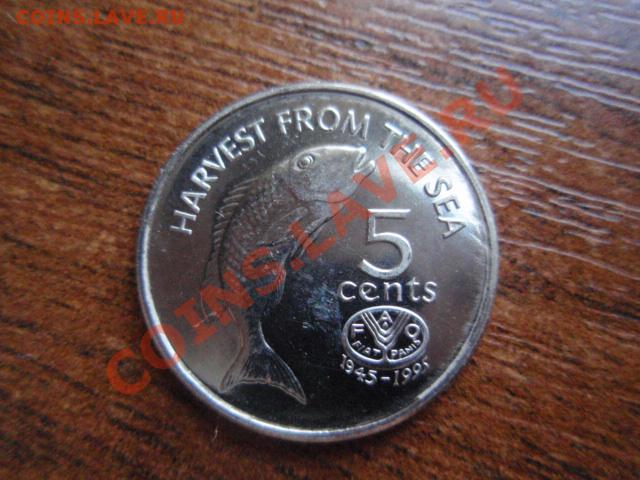 COINS.LAVE.RU
HARVEST FROM THE SEA
5
cents
FAO
FIAT PANIS
1945-1995
COINS.LAVE.RU